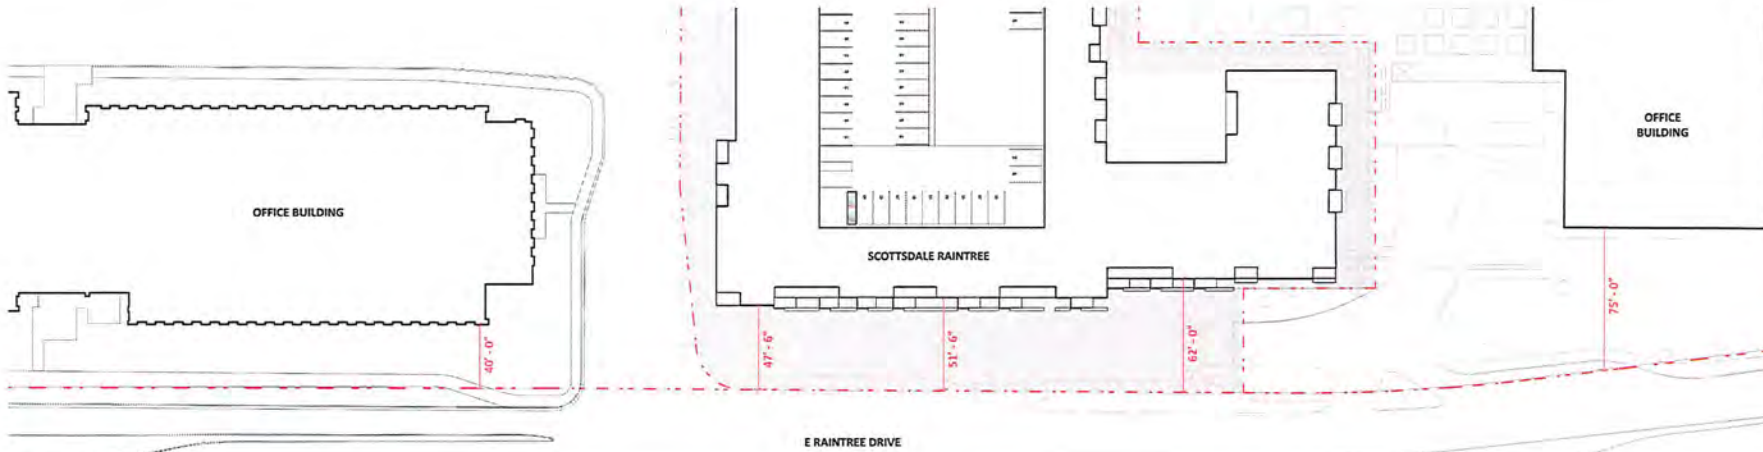 OFFICE
BUILDING
OFFICE BUILDING
SCOTTSDALE RAINTREE
40' - 0"
47' - 6"
51' - 6"
62' - 0"
75' - 0"
E RAINTREE DRIVE